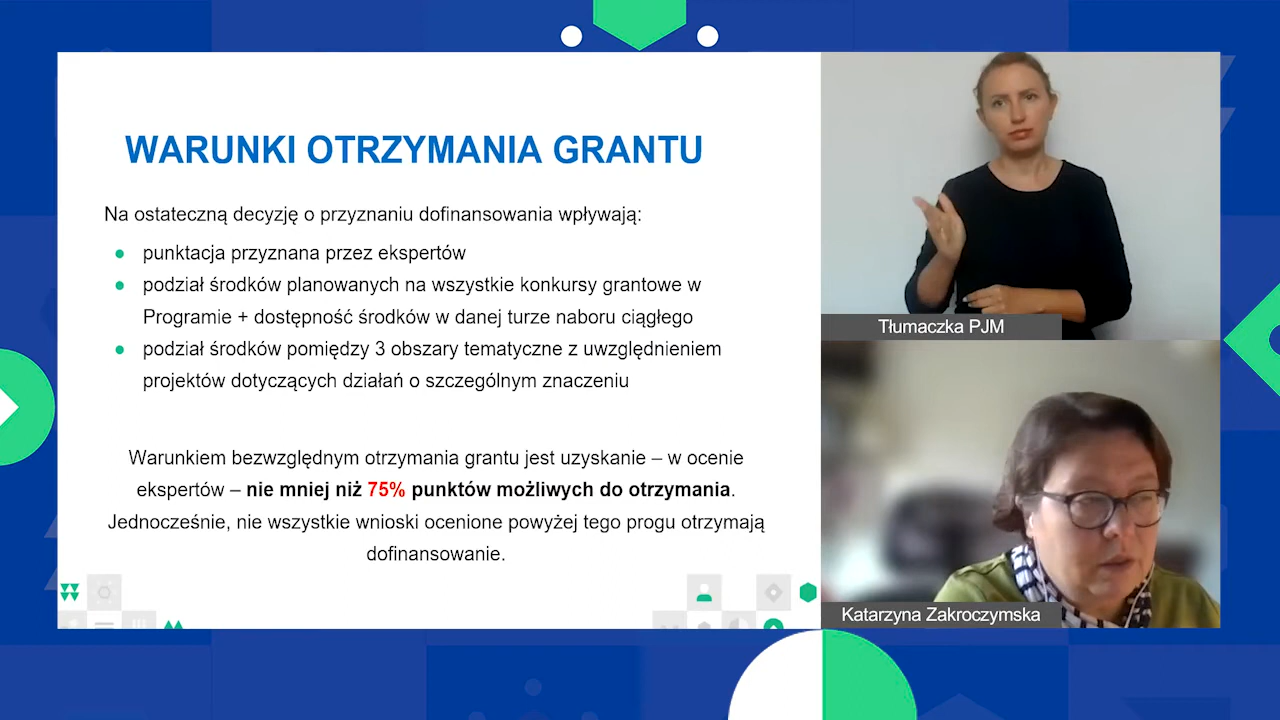 WARUNKI OTRZYMANIA GRANTU
Na ostateczną decyzję o przyznaniu dofinansowania wpływają:
● punktacja przyznana przez ekspertów
● podział środków planowanych na wszystkie konkursy grantowe w
Programie + dostępność środków w danej turze naboru ciągłego
● podział środków pomiędzy 3 obszary tematyczne z uwzględnieniem
projektów dotyczących działań o szczególnym znaczeniu
Warunkiem bezwzględnym otrzymania grantu jest uzyskanie – w ocenie
ekspertów – nie mniej niż 75% punktów możliwych do otrzymania.
Jednocześnie, nie wszystkie wnioski ocenione powyżej tego progu otrzymają
dofinansowanie.
Tłumaczka PJM
Katarzyna Zakroczymska